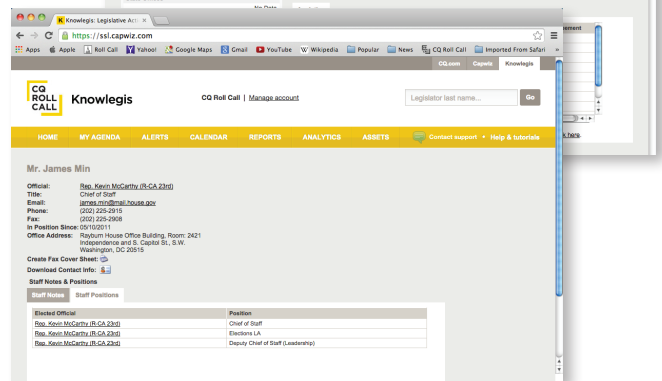 No Data
Knowlegis: Legislative Acti
https://ssl.capwiz.com
Apps Apple Roll Call Yahoo! Google Maps Gmail YouTube Wikipedia Popular News CQ Roll Call Imported From Safari »
CQ.com Capwiz Knowlegis
CQ
ROLL
CALL
Knowlegis
CQ Roll Call | Manage account
Legislator last name...
Go
HOME MY AGENDA ALERTS CALENDAR REPORTS ANALYTICS ASSETS Contact support • Help & tutorials
Mr. James Min
Official: Rep. Kevin McCarthy (R-CA 23rd)
Title: Chief of Staff
Email: james.min@mail.house.gov
Phone: (202) 225-2915
Fax: (202) 225-2908
In Position Since: 05/10/2011
Office Address: Rayburn House Office Building, Room: 2421
Independence and S. Capitol St., S.W.
Washington, DC 20515
Create Fax Cover Sheet:
Download Contact Info:
Staff Notes & Positions
Staff Notes Staff Positions
Elected Official Position
Rep. Kevin McCarthy (R-CA 23rd) Chief of Staff
Rep. Kevin McCarthy (R-CA 23rd) Elections LA
Rep. Kevin McCarthy (R-CA 23rd) Deputy Chief of Staff (Leadership)
ement
k here.